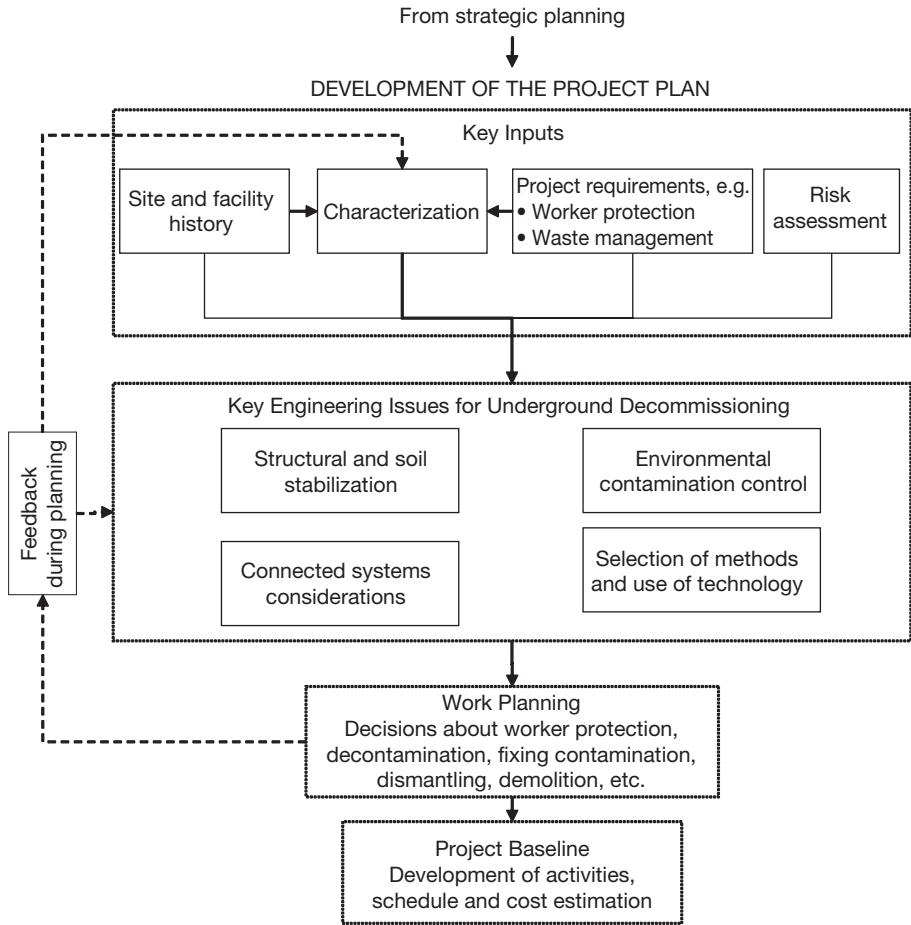 From strategic planning
DEVELOPMENT OF THE PROJECT PLAN
Key Inputs
Site and facility
history
Characterization
Project requirements, e.g.
• Worker protection
• Waste management
Risk
assessment
Key Engineering Issues for Underground Decommissioning
Structural and soil
stabilization
Environmental
contamination control
Connected systems
considerations
Selection of methods
and use of technology
Feedback
during planning
Work Planning
Decisions about worker protection,
decontamination, fixing contamination,
dismantling, demolition, etc.
Project Baseline
Development of activities,
schedule and cost estimation